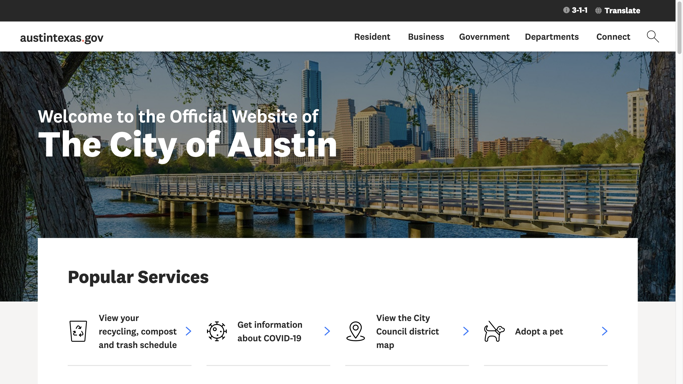 3-1-1 Translate
austintexas.gov
Resident Business Government Departments Connect
Welcome to the Official Website of
The City of Austin
Popular Services
View your
recycling, compost
and trash schedule
Get information
about COVID-19
View the City
Council district
map
Adopt a pet